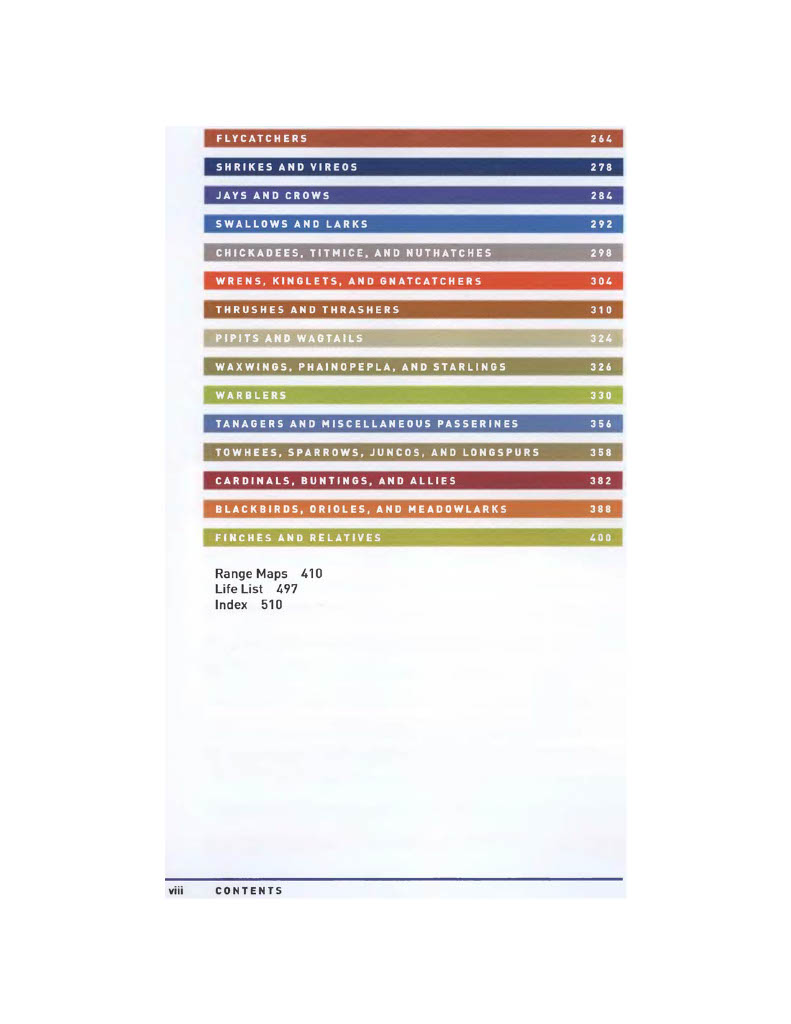 FLYCATCHERS 264
SHRIKES AND VIREOS 278
JAYS AND CROWS 284
SWALLOWS AND LARKS 292
CHICKADEES, TITMICE, AND NUTHATCHES 298
WRENS, KINGLETS, AND GNATCATCHERS 304
THRUSHES AND THRASHERS 310
PIPITS AND WAGTAILS 324
WAXWINGS, PHAINOPEPLA, AND STARLINGS 326
WARBLERS 330
TANAGERS AND MISCELLANEOUS PASSERINES 356
TOWHEES, SPARROWS, JUNCOS, AND LONGSPURS 358
CARDINALS, BUNTINGS, AND ALLIES 382
BLACKBIRDS, ORIOLES, AND MEADOWLARKS 388
FINCHES AND RELATIVES 400
Range Maps 410
Life List 497
Index 510
viii CONTENTS